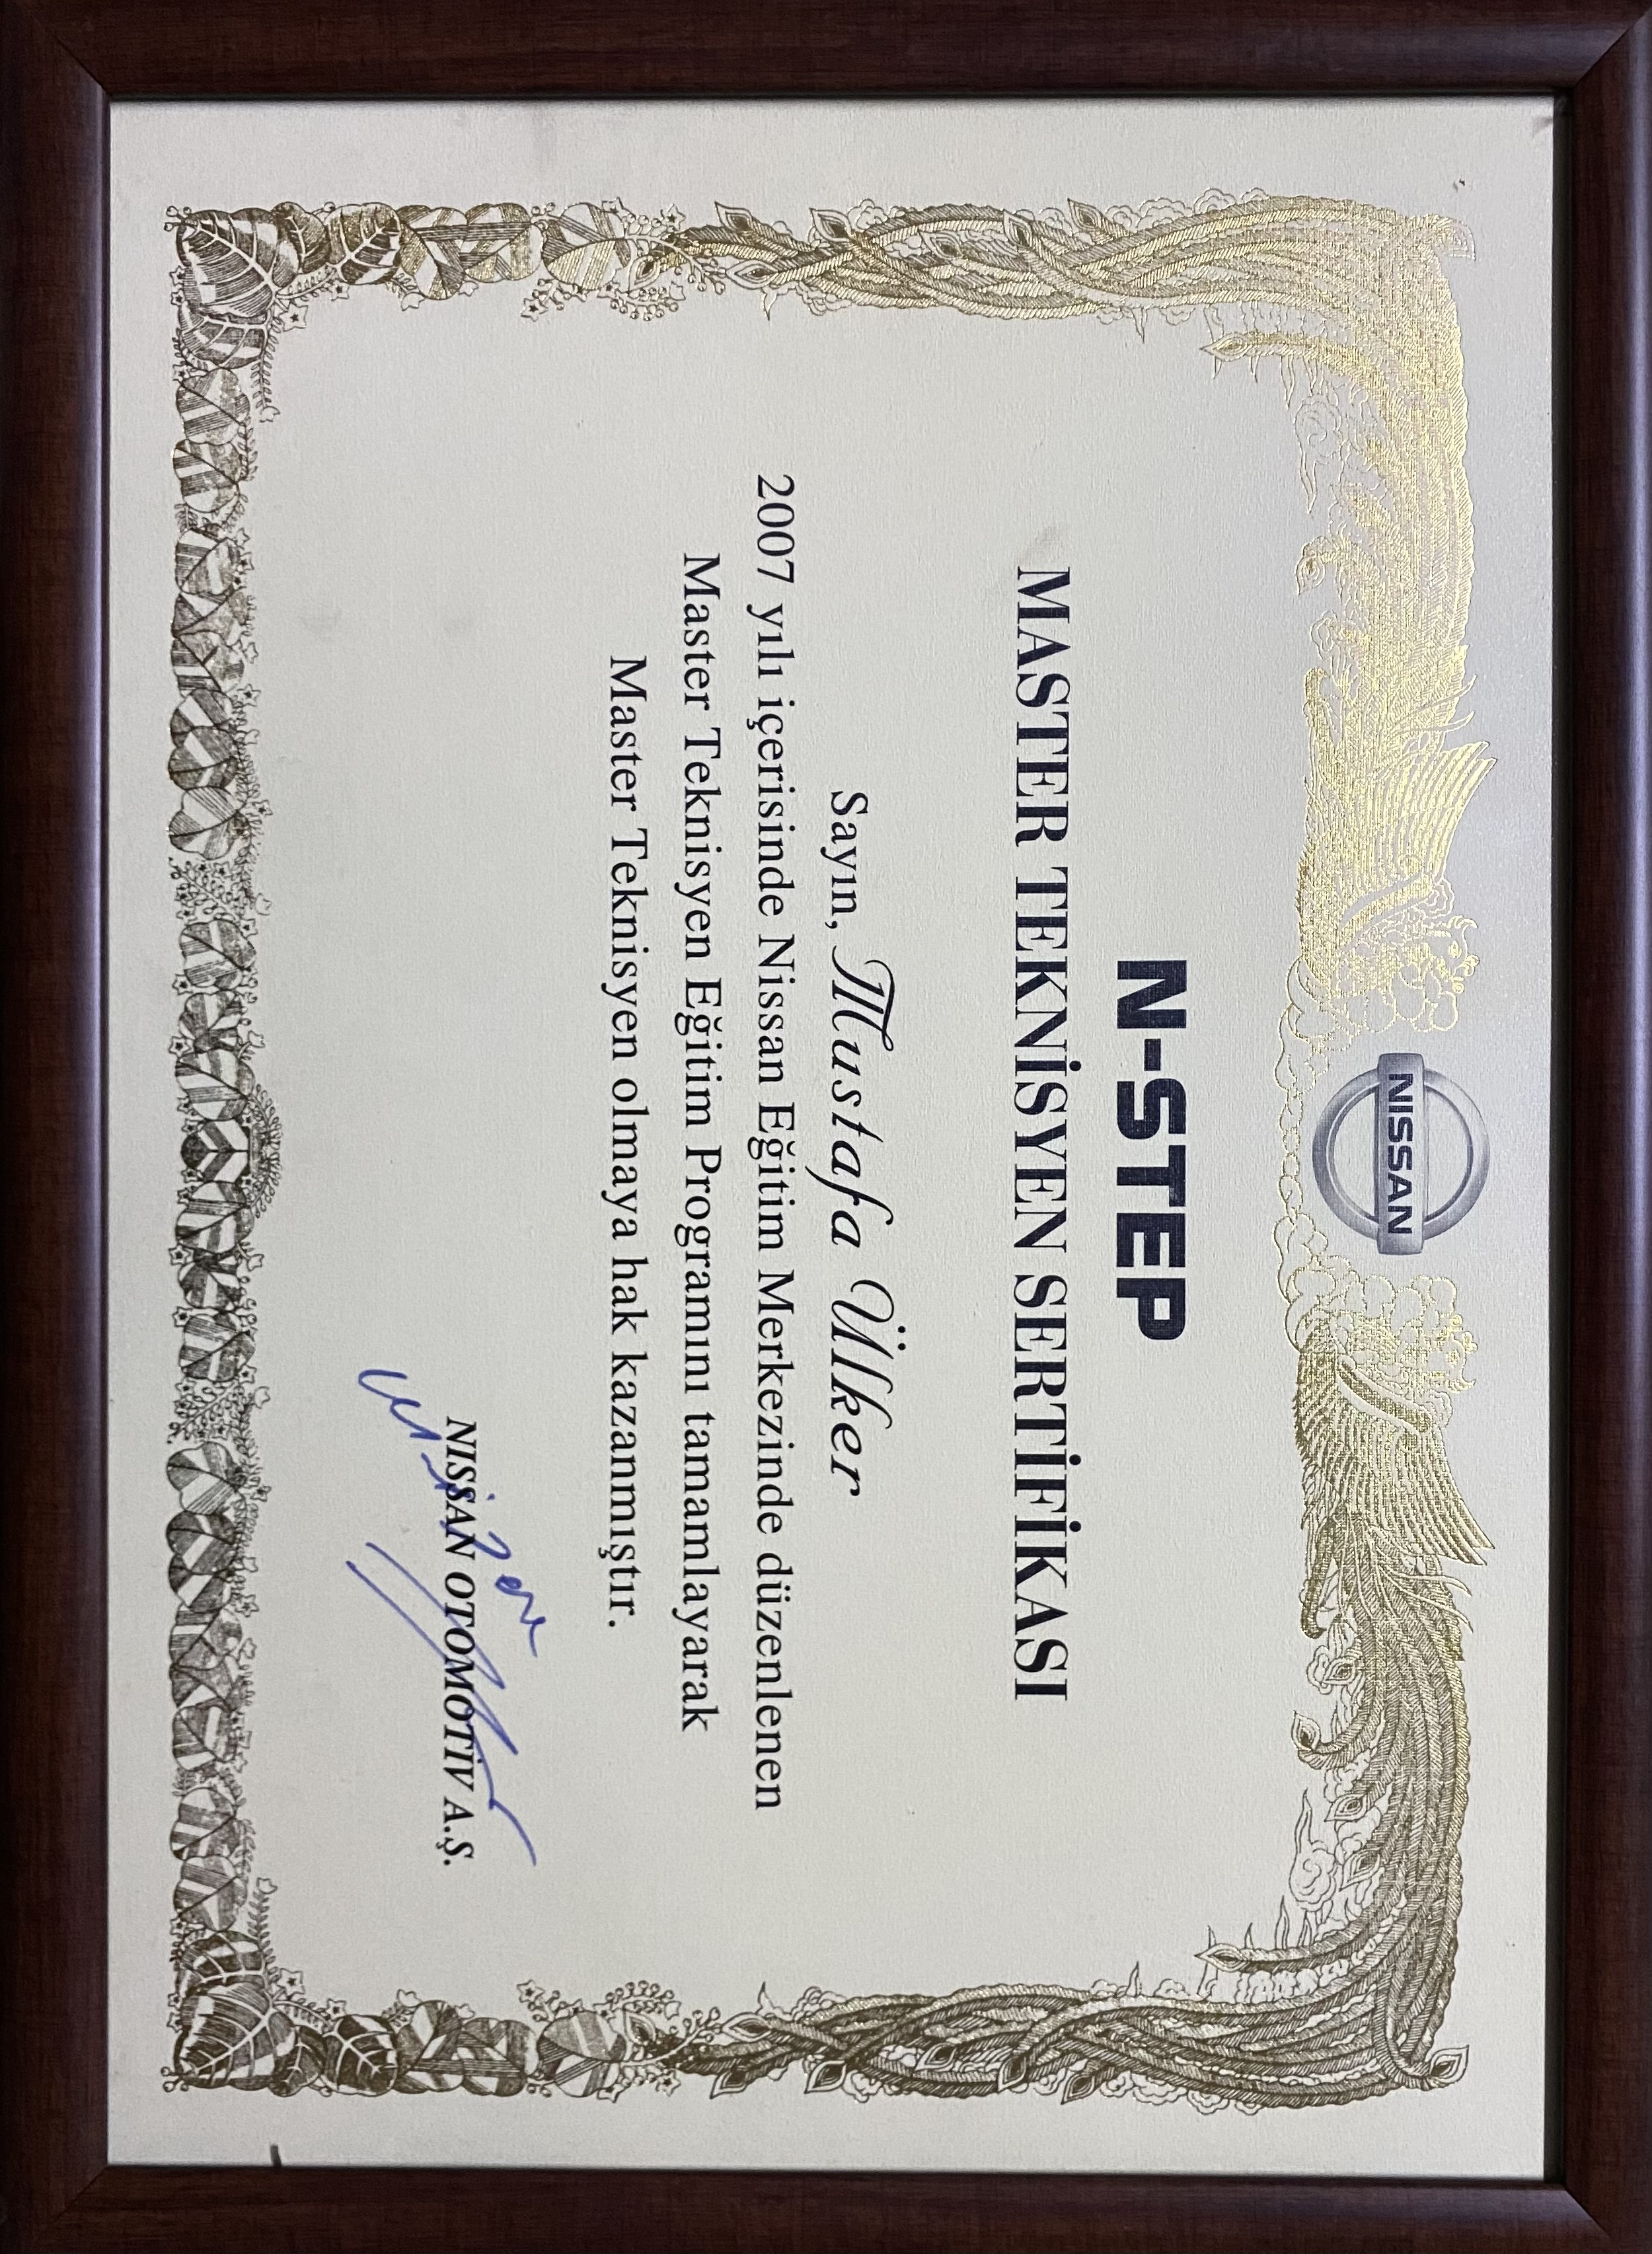 NISSAN
N-STEP
MASTER TEKNİSYEN SERTİFİKASI
Sayın, Mustafa Ülker
2007 yılı içerisinde Nissan Eğitim Merkezinde düzenlenen
Master Teknisyen Eğitim Programını tamamlayarak
Master Teknisyen olmaya hak kazanmıştır.
NISSAN OTOMOTİV A.Ş.